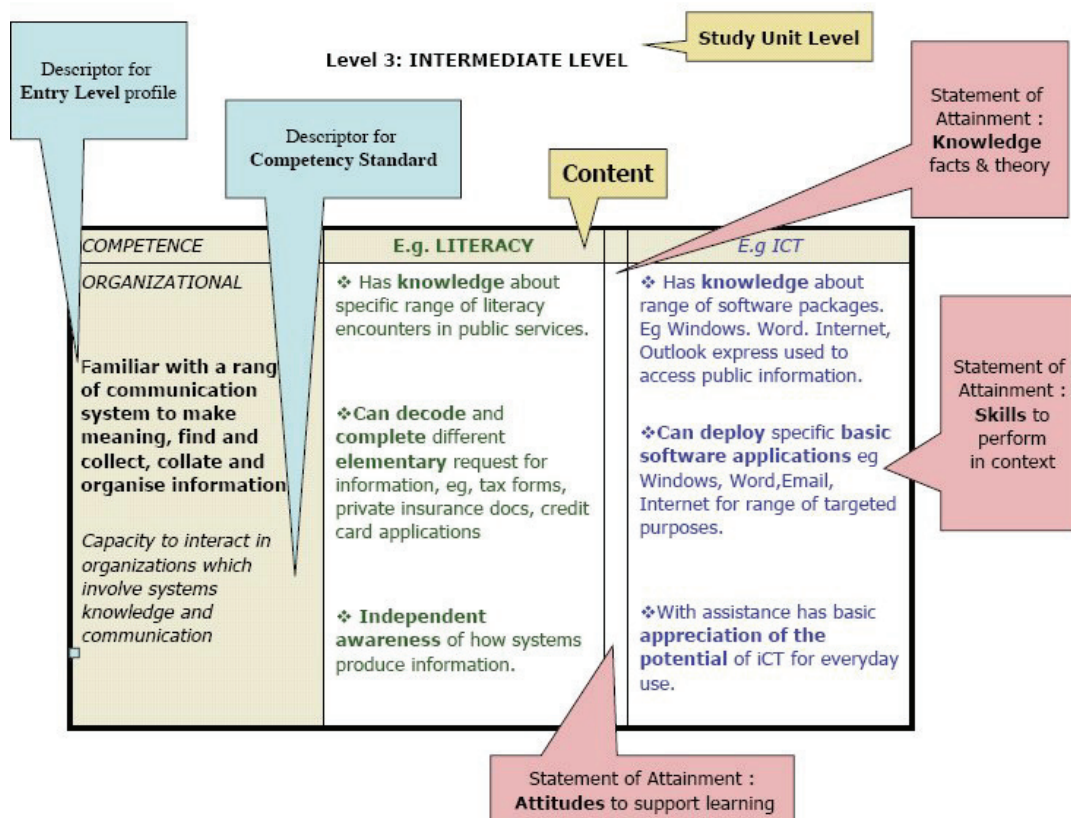 Study Unit Level
Level 3: INTERMEDIATE LEVEL
Descriptor for
Entry Level profile
Descriptor for
Competency Standard
Content
Statement of
Attainment :
Knowledge
facts & theory
COMPETENCE
E.g. LITERACY
E.g ICT
ORGANIZATIONAL
Familiar with a rang
of communication
system to make
meaning, find and
collect, collate and
organise information
Capacity to interact in
organizations which
involve systems
knowledge and
communication
❖ Has knowledge about
specific range of literacy
encounters in public services.
❖Can decode and
complete different
elementary request for
information, eg, tax forms,
private insurance docs, credit
card applications
❖ Independent
awareness of how systems
produce information.
❖ Has knowledge about
range of software packages.
Eg Windows. Word. Internet,
Outlook express used to
access public information.
❖Can deploy specific basic
software applications eg
Windows, Word,Email,
Internet for range of targeted
purposes.
❖With assistance has basic
appreciation of the
potential of iCT for everyday
use.
Statement of
Attainment :
Skills to
perform
in context
Statement of Attainment :
Attitudes to support learning